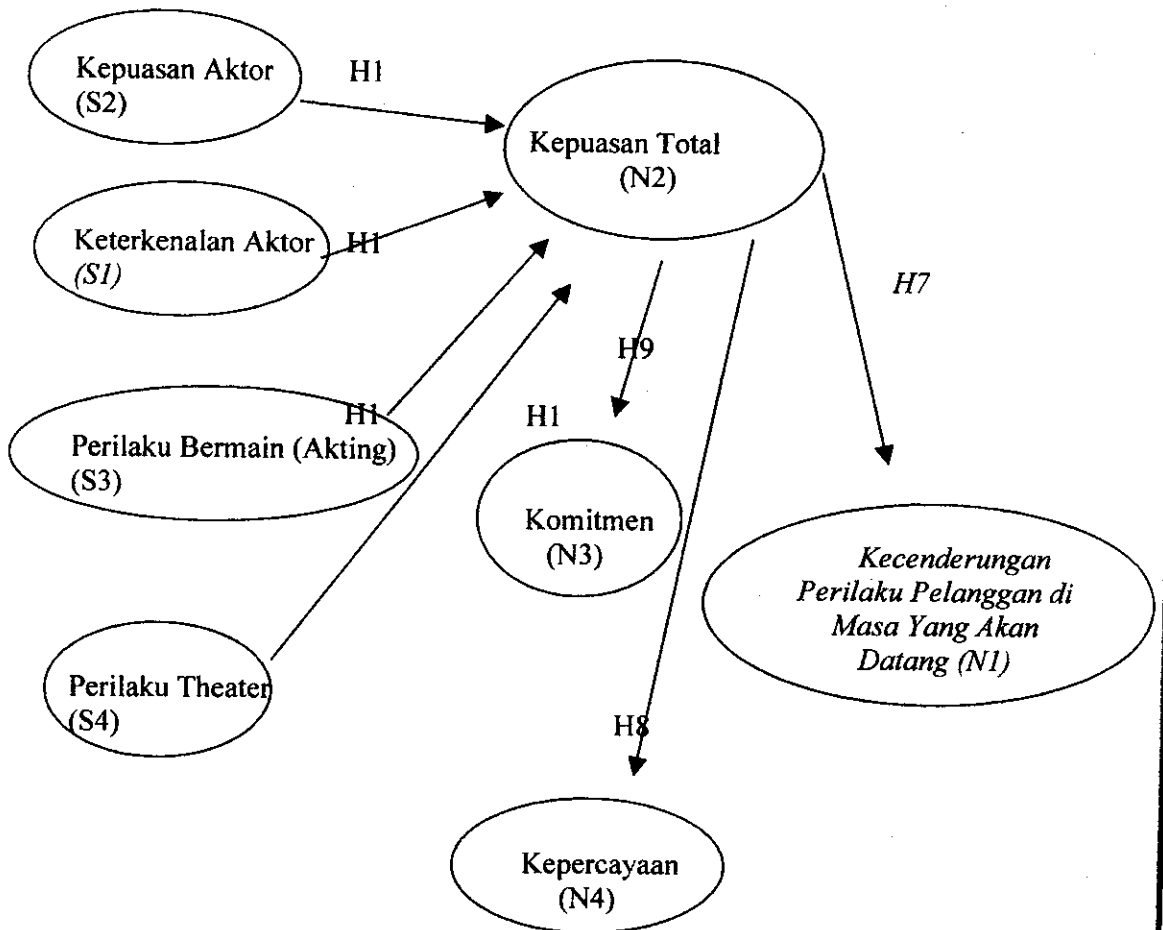 Kepuasan Aktor
(S2)
H1
Kepuasan Total
(N2)
Keterkenalan Aktor
(S1)
H1
H7
H9
Perilaku Bermain (Akting)
(S3)
H1
H1
Komitmen
(N3)
Kecenderungan
Perilaku Pelanggan di
Masa Yang Akan
Datang (N1)
Perilaku Theater
(S4)
H8
Kepercayaan
(N4)